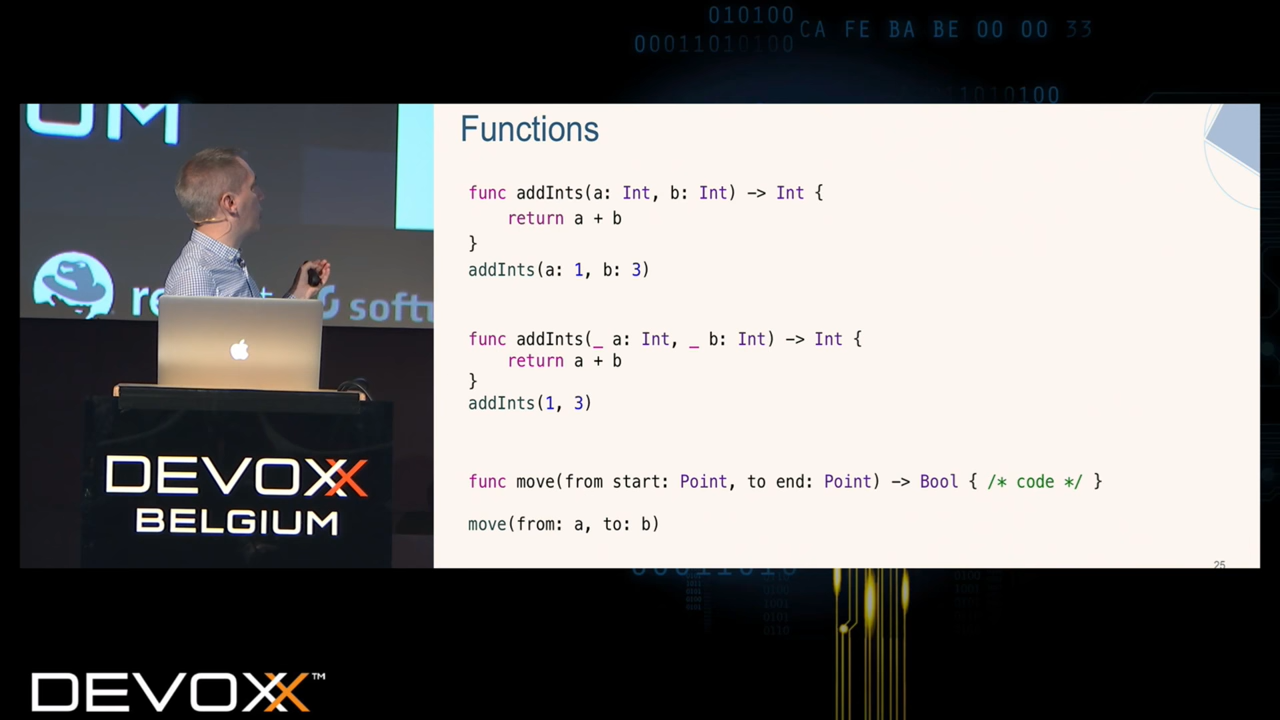 010100
00011010100
CA FE BA BE 00 00 33
1010100
OM
Functions
func addInts(a: Int, b: Int) -> Int {
return a + b
}
addInts(a: 1, b: 3)
func addInts(_ a: Int, _ b: Int) -> Int {
return a + b
}
addInts(1, 3)
func move(from start: Point, to end: Point) -> Bool { /* code */ }
move(from: a, to: b)
25
DEVOXX
BELGIUM
DEVOXX™